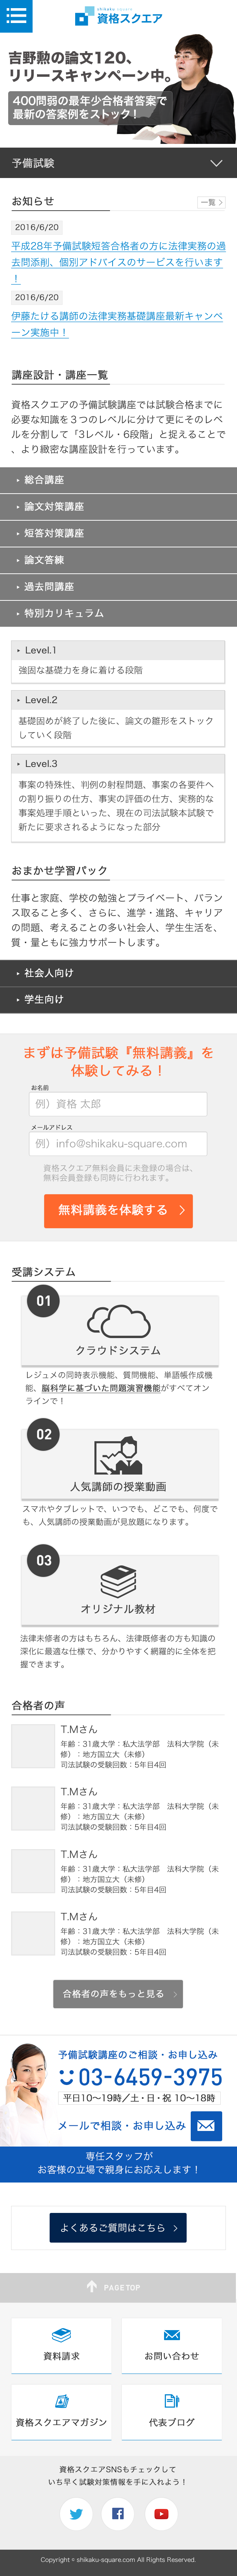 shikaku square
資格スクエア
吉野勲の論文120、
リリースキャンペーン中。
400問弱の最年少合格者答案で
最新の答案例をストック！
予備試験
お知らせ
一覧
2016/6/20
平成28年予備試験短答合格者の方に法律実務の過
去問添削、個別アドバイスのサービスを行います
！
2016/6/20
伊藤たける講師の法律実務基礎講座最新キャンペ
ーン実施中！
講座設計・講座一覧
資格スクエアの予備試験講座では試験合格までに
必要な知識を３つのレベルに分けて更にそのレベ
ルを分割して「3レベル・6段階」と捉えることで
、より緻密な講座設計を行っています。
総合講座
論文対策講座
短答対策講座
論文答練
過去問講座
特別カリキュラム
Level.1
強固な基礎力を身に着ける段階
Level.2
基礎固めが終了した後に、論文の雛形をストック
していく段階
Level.3
事案の特殊性、判例の射程問題、事案の各要件へ
の割り振りの仕方、事実の評価の仕方、実務的な
事案処理手順といった、現在の司法試験本試験で
新たに要求されるようになった部分
おまかせ学習パック
仕事と家庭、学校の勉強とプライベート、バラン
ス取ること多く、さらに、進学・進路、キャリア
の問題、考えることの多い社会人、学生生活を、
質・量ともに強力サポートします。
社会人向け
学生向け
まずは予備試験『無料講義』を
体験してみる！
お名前
例）資格 太郎
メールアドレス
例）info@shikaku-square.com
資格スクエア無料会員に未登録の場合は、
無料会員登録も同時に行われます。
無料講義を体験する
受講システム
01
クラウドシステム
レジュメの同時表示機能、質問機能、単語帳作成機
能、脳科学に基づいた問題演習機能がすべてオン
ラインで！
02
人気講師の授業動画
スマホやタブレットで、いつでも、どこでも、何度で
も、人気講師の授業動画が見放題になります。
03
オリジナル教材
法律未修者の方はもちろん、法律既修者の方も知識の
深化に最適な仕様で、分かりやすく網羅的に全体を把
握できます。
合格者の声
T.Mさん
年齢：31歳大学：私大法学部　法科大学院（未
修）：地方国立大（未修）
司法試験の受験回数：5年目4回
T.Mさん
年齢：31歳大学：私大法学部　法科大学院（未
修）：地方国立大（未修）
司法試験の受験回数：5年目4回
T.Mさん
年齢：31歳大学：私大法学部　法科大学院（未
修）：地方国立大（未修）
司法試験の受験回数：5年目4回
T.Mさん
年齢：31歳大学：私大法学部　法科大学院（未
修）：地方国立大（未修）
司法試験の受験回数：5年目4回
合格者の声をもっと見る
予備試験講座のご相談・お申し込み
03-6459-3975
平日10〜19時／土・日・祝 10〜18時
メールで相談・お申し込み
専任スタッフが
お客様の立場で親身にお応えします！
よくあるご質問はこちら
PAGETOP
資料請求
お問い合わせ
資格スクエアマガジン
代表ブログ
資格スクエアSNSもチェックして
いち早く試験対策情報を手に入れよう！
Copyright © shikaku-square.com All Rights Reserved.